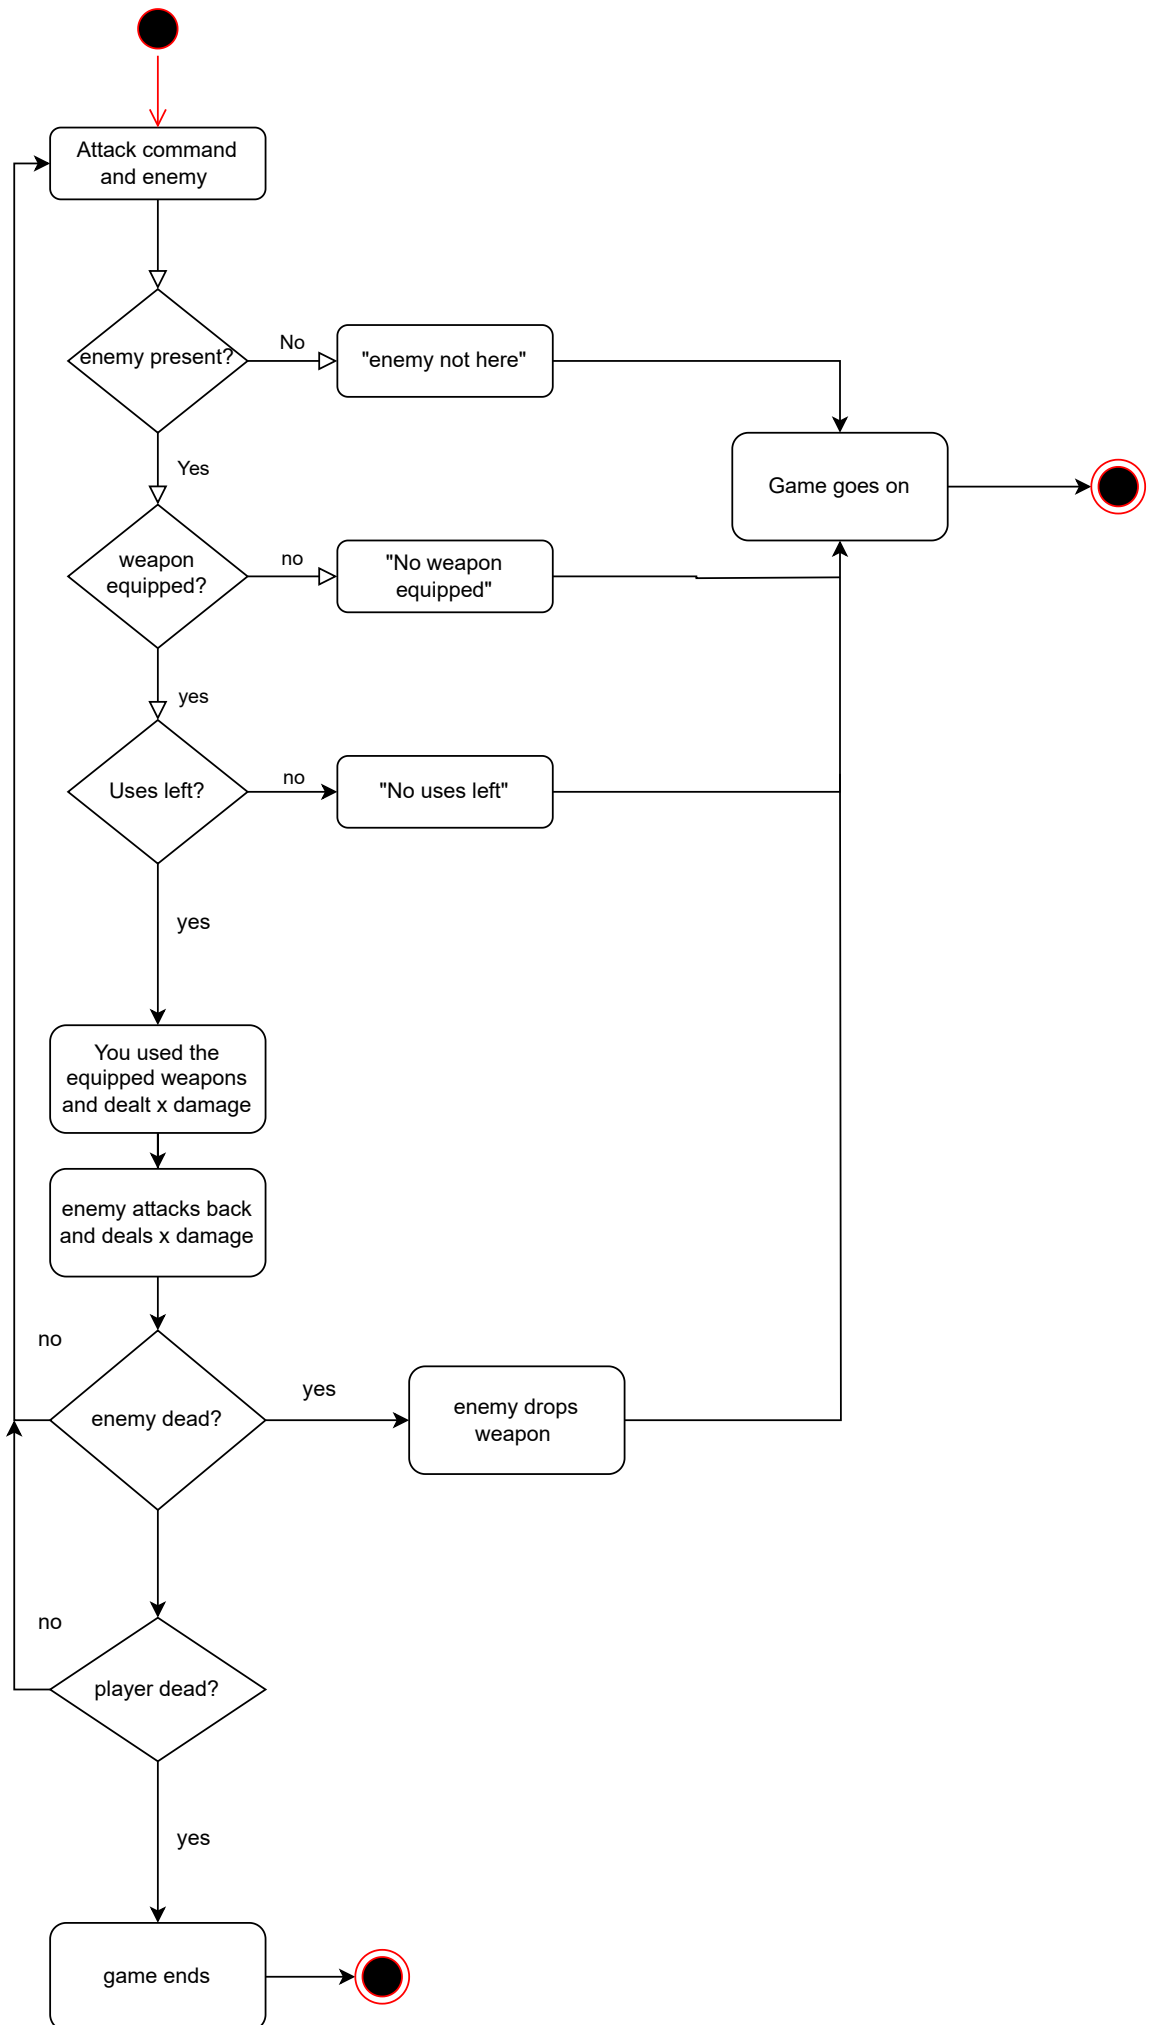 Attack command
and enemy
enemy present?
No
"enemy not here"
Yes
Game goes on
weapon
equipped?
no
"No weapon
equipped"
yes
Uses left?
no
"No uses left"
yes
You used the
equipped weapons
and dealt x damage
enemy attacks back
and deals x damage
no
enemy dead?
yes
enemy drops
weapon
no
player dead?
yes
game ends